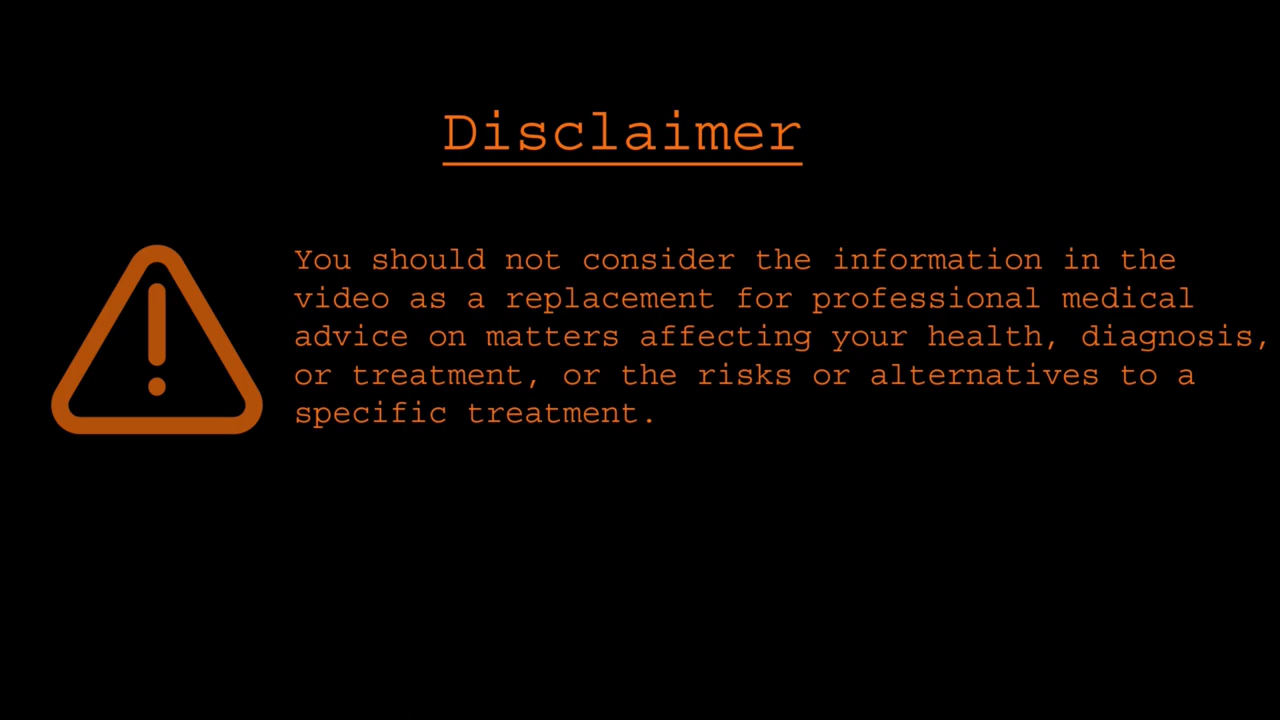 Disclaimer
You should not consider the information in the
video as a replacement for professional medical
advice on matters affecting your health, diagnosis,
or treatment, or the risks or alternatives to a
specific treatment.